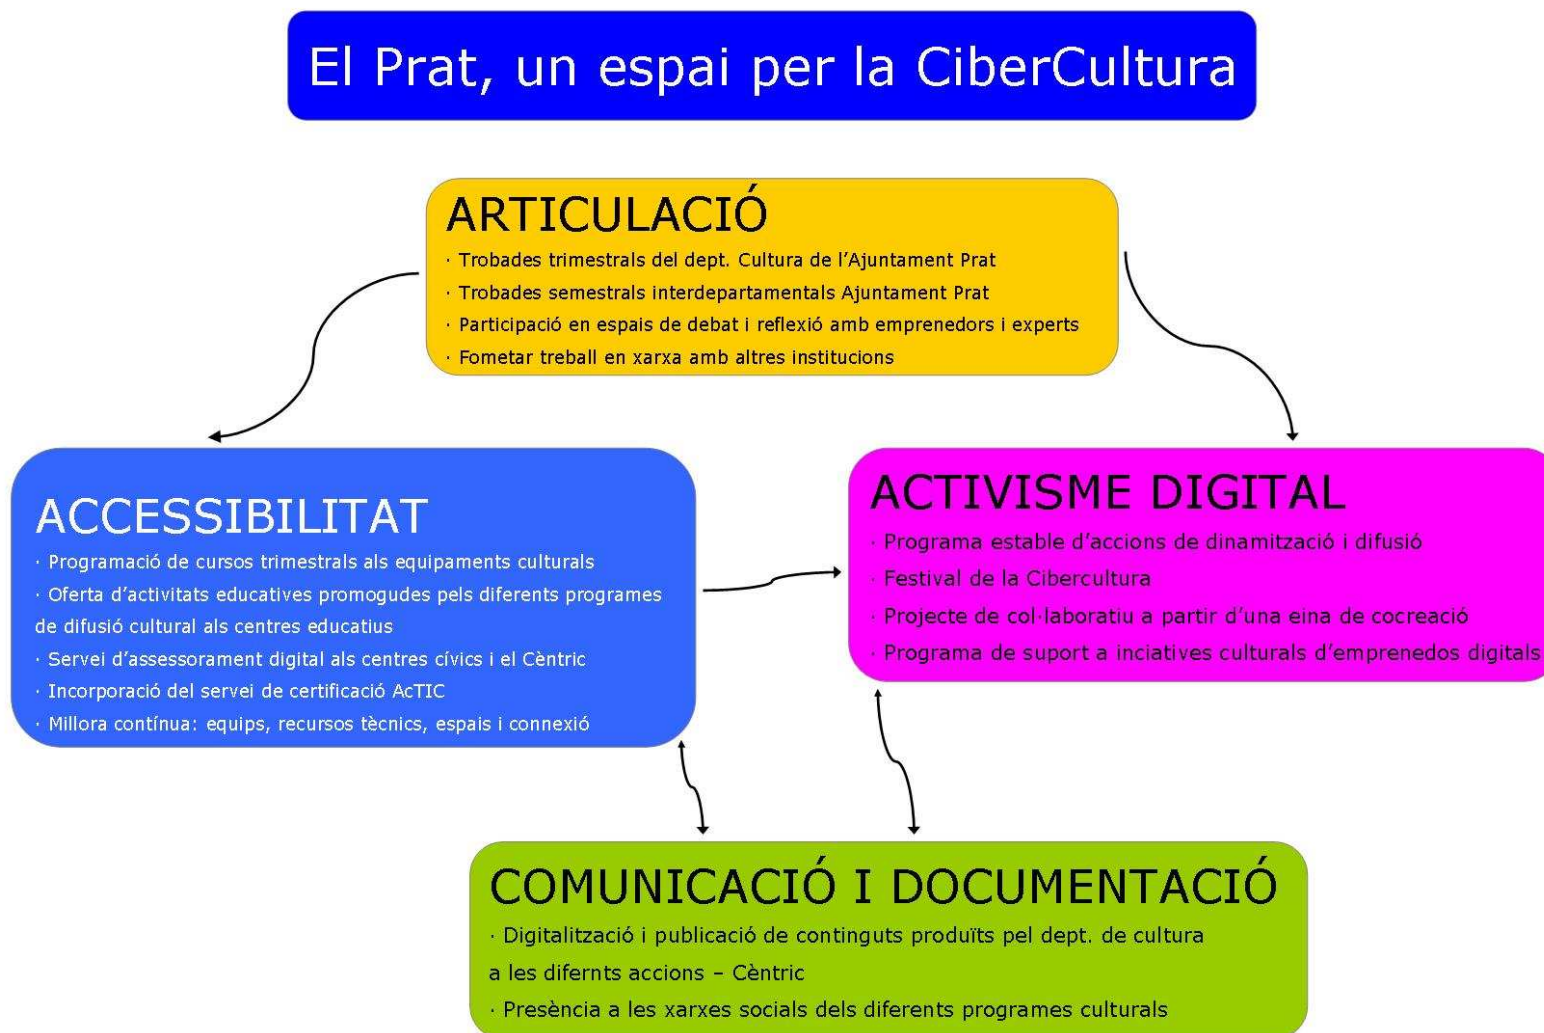 El Prat, un espai per la CiberCultura
ARTICULACIÓ
· Trobades trimestrals del dept. Cultura de l'Ajuntament Prat
· Trobades semestrals interdepartamentals Ajuntament Prat
· Participació en espais de debat i reflexió amb emprenedors i experts
· Fometar treball en xarxa amb altres institucions
ACCESSIBILITAT
· Programació de cursos trimestrals als equipaments culturals
· Oferta d'activitats educatives promogudes pels diferents programes
de difusió cultural als centres educatius
· Servei d'assessorament digital als centres cívics i el Cèntric
· Incorporació del servei de certificació AcTIC
· Millora contínua: equips, recursos tècnics, espais i connexió
ACTIVISME DIGITAL
· Programa estable d'accions de dinamització i difusió
· Festival de la Cibercultura
· Projecte de col·laboratiu a partir d'una eina de cocreació
· Programa de suport a inciatives culturals d'emprenedos digitals
COMUNICACIÓ I DOCUMENTACIÓ
· Digitalització i publicació de continguts produïts pel dept. de cultura
a les difernts accions – Cèntric
· Presència a les xarxes socials dels diferents programes culturals